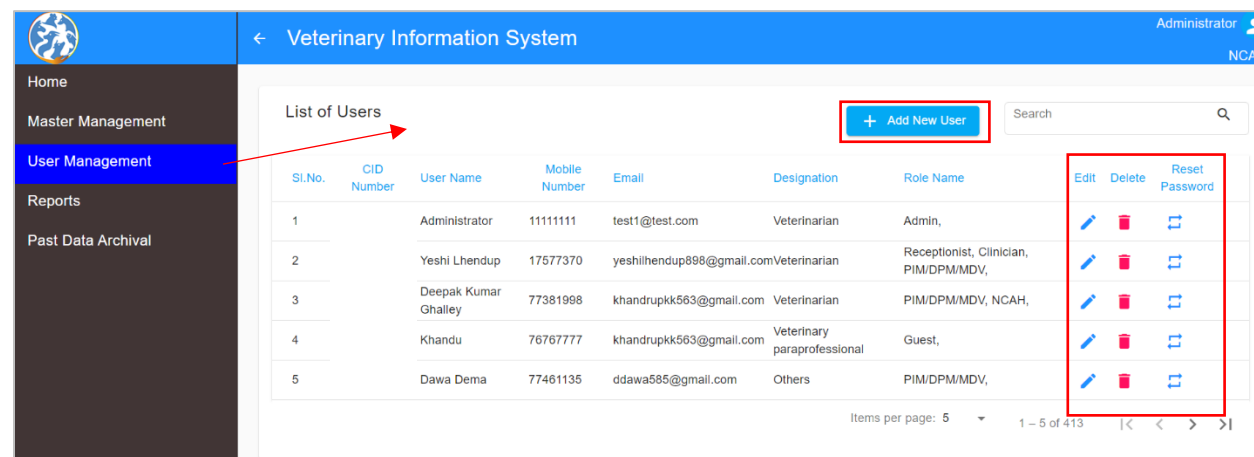 Administrator
Veterinary Information System
Home
Master Management
User Management
Reports
Past Data Archival
List of Users
Add New User
Search
Sl.No. CID Number User Name Mobile Number Email Designation Role Name Edit Delete Reset Password
1 Administrator 11111111 test1@test.com Veterinarian Admin,
2 Yeshi Lhendup 17577370 yeshilhendup898@gmail.com Veterinarian Receptionist, Clinician, PIM/DPM/MDV,
3 Deepak Kumar Ghalley 77381998 khandrupkk563@gmail.com Veterinarian PIM/DPM/MDV, NCAH,
4 Khandu 76767777 khandrupkk563@gmail.com Veterinary paraprofessional Guest,
5 Dawa Dema 77461135 ddawa585@gmail.com Others PIM/DPM/MDV,
Items per page: 5 1 – 5 of 413